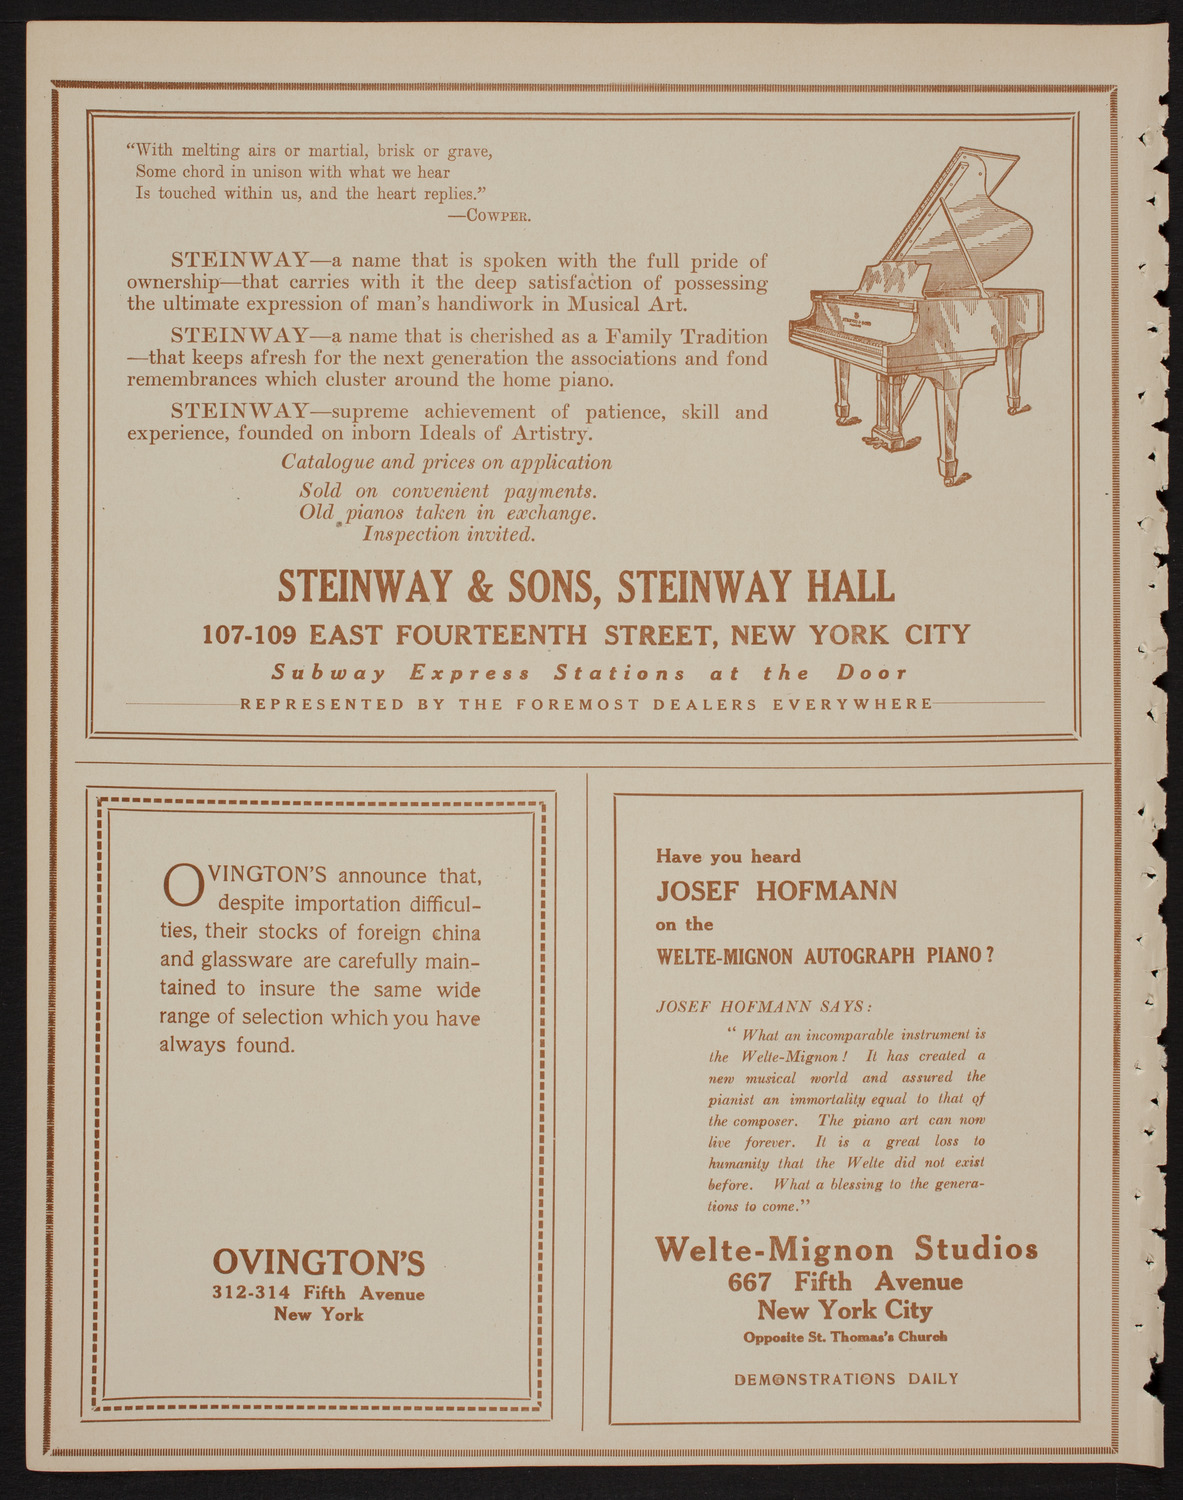 “With melting airs or martial, brisk or grave,
Some chord in unison with what we hear
Is touched within us, and the heart replies.”
—COWPER.
STEINWAY—a name that is spoken with the full pride of
ownership—that carries with it the deep satisfaction of possessing
the ultimate expression of man's handiwork in Musical Art.
STEINWAY—a name that is cherished as a Family Tradition
—that keeps afresh for the next generation the associations and fond
remembrances which cluster around the home piano.
STEINWAY—supreme achievement of patience, skill and
experience, founded on inborn Ideals of Artistry.
Catalogue and prices on application
Sold on convenient payments.
Old pianos taken in exchange.
Inspection invited.
STEINWAY & SONS, STEINWAY HALL
107-109 EAST FOURTEENTH STREET, NEW YORK CITY
Subway Express Stations at the Door
REPRESENTED BY THE FOREMOST DEALERS EVERYWHERE
OVINGTON'S announce that,
despite importation difficul-
ties, their stocks of foreign china
and glassware are carefully main-
tained to insure the same wide
range of selection which you have
always found.
OVINGTON'S
312-314 Fifth Avenue
New York
Have you heard
JOSEF HOFMANN
on the
WELTE-MIGNON AUTOGRAPH PIANO?
JOSEF HOFMANN SAYS:
“ What an incomparable instrument is
the Welte-Mignon! It has created a
new musical world and assured the
pianist an immortality equal to that of
the composer. The piano art can now
live forever. It is a great loss to
humanity that the Welte did not exist
before. What a blessing to the genera-
tions to come.”
Welte-Mignon Studios
667 Fifth Avenue
New York City
Opposite St. Thomas's Church
DEMONSTRATIONS DAILY